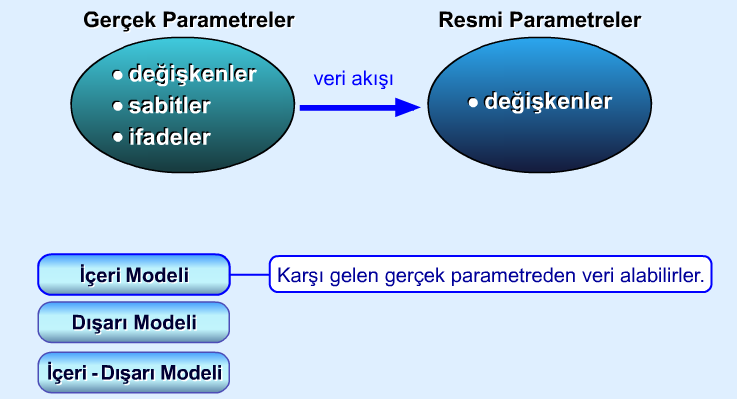 Gerçek Parametreler
Resmi Parametreler
• değişkenler
• sabitler
• ifadeler
veri akışı
• değişkenler
İçeri Modeli
Karşı gelen gerçek parametreden veri alabilirler.
Dışarı Modeli
İçeri - Dışarı Modeli